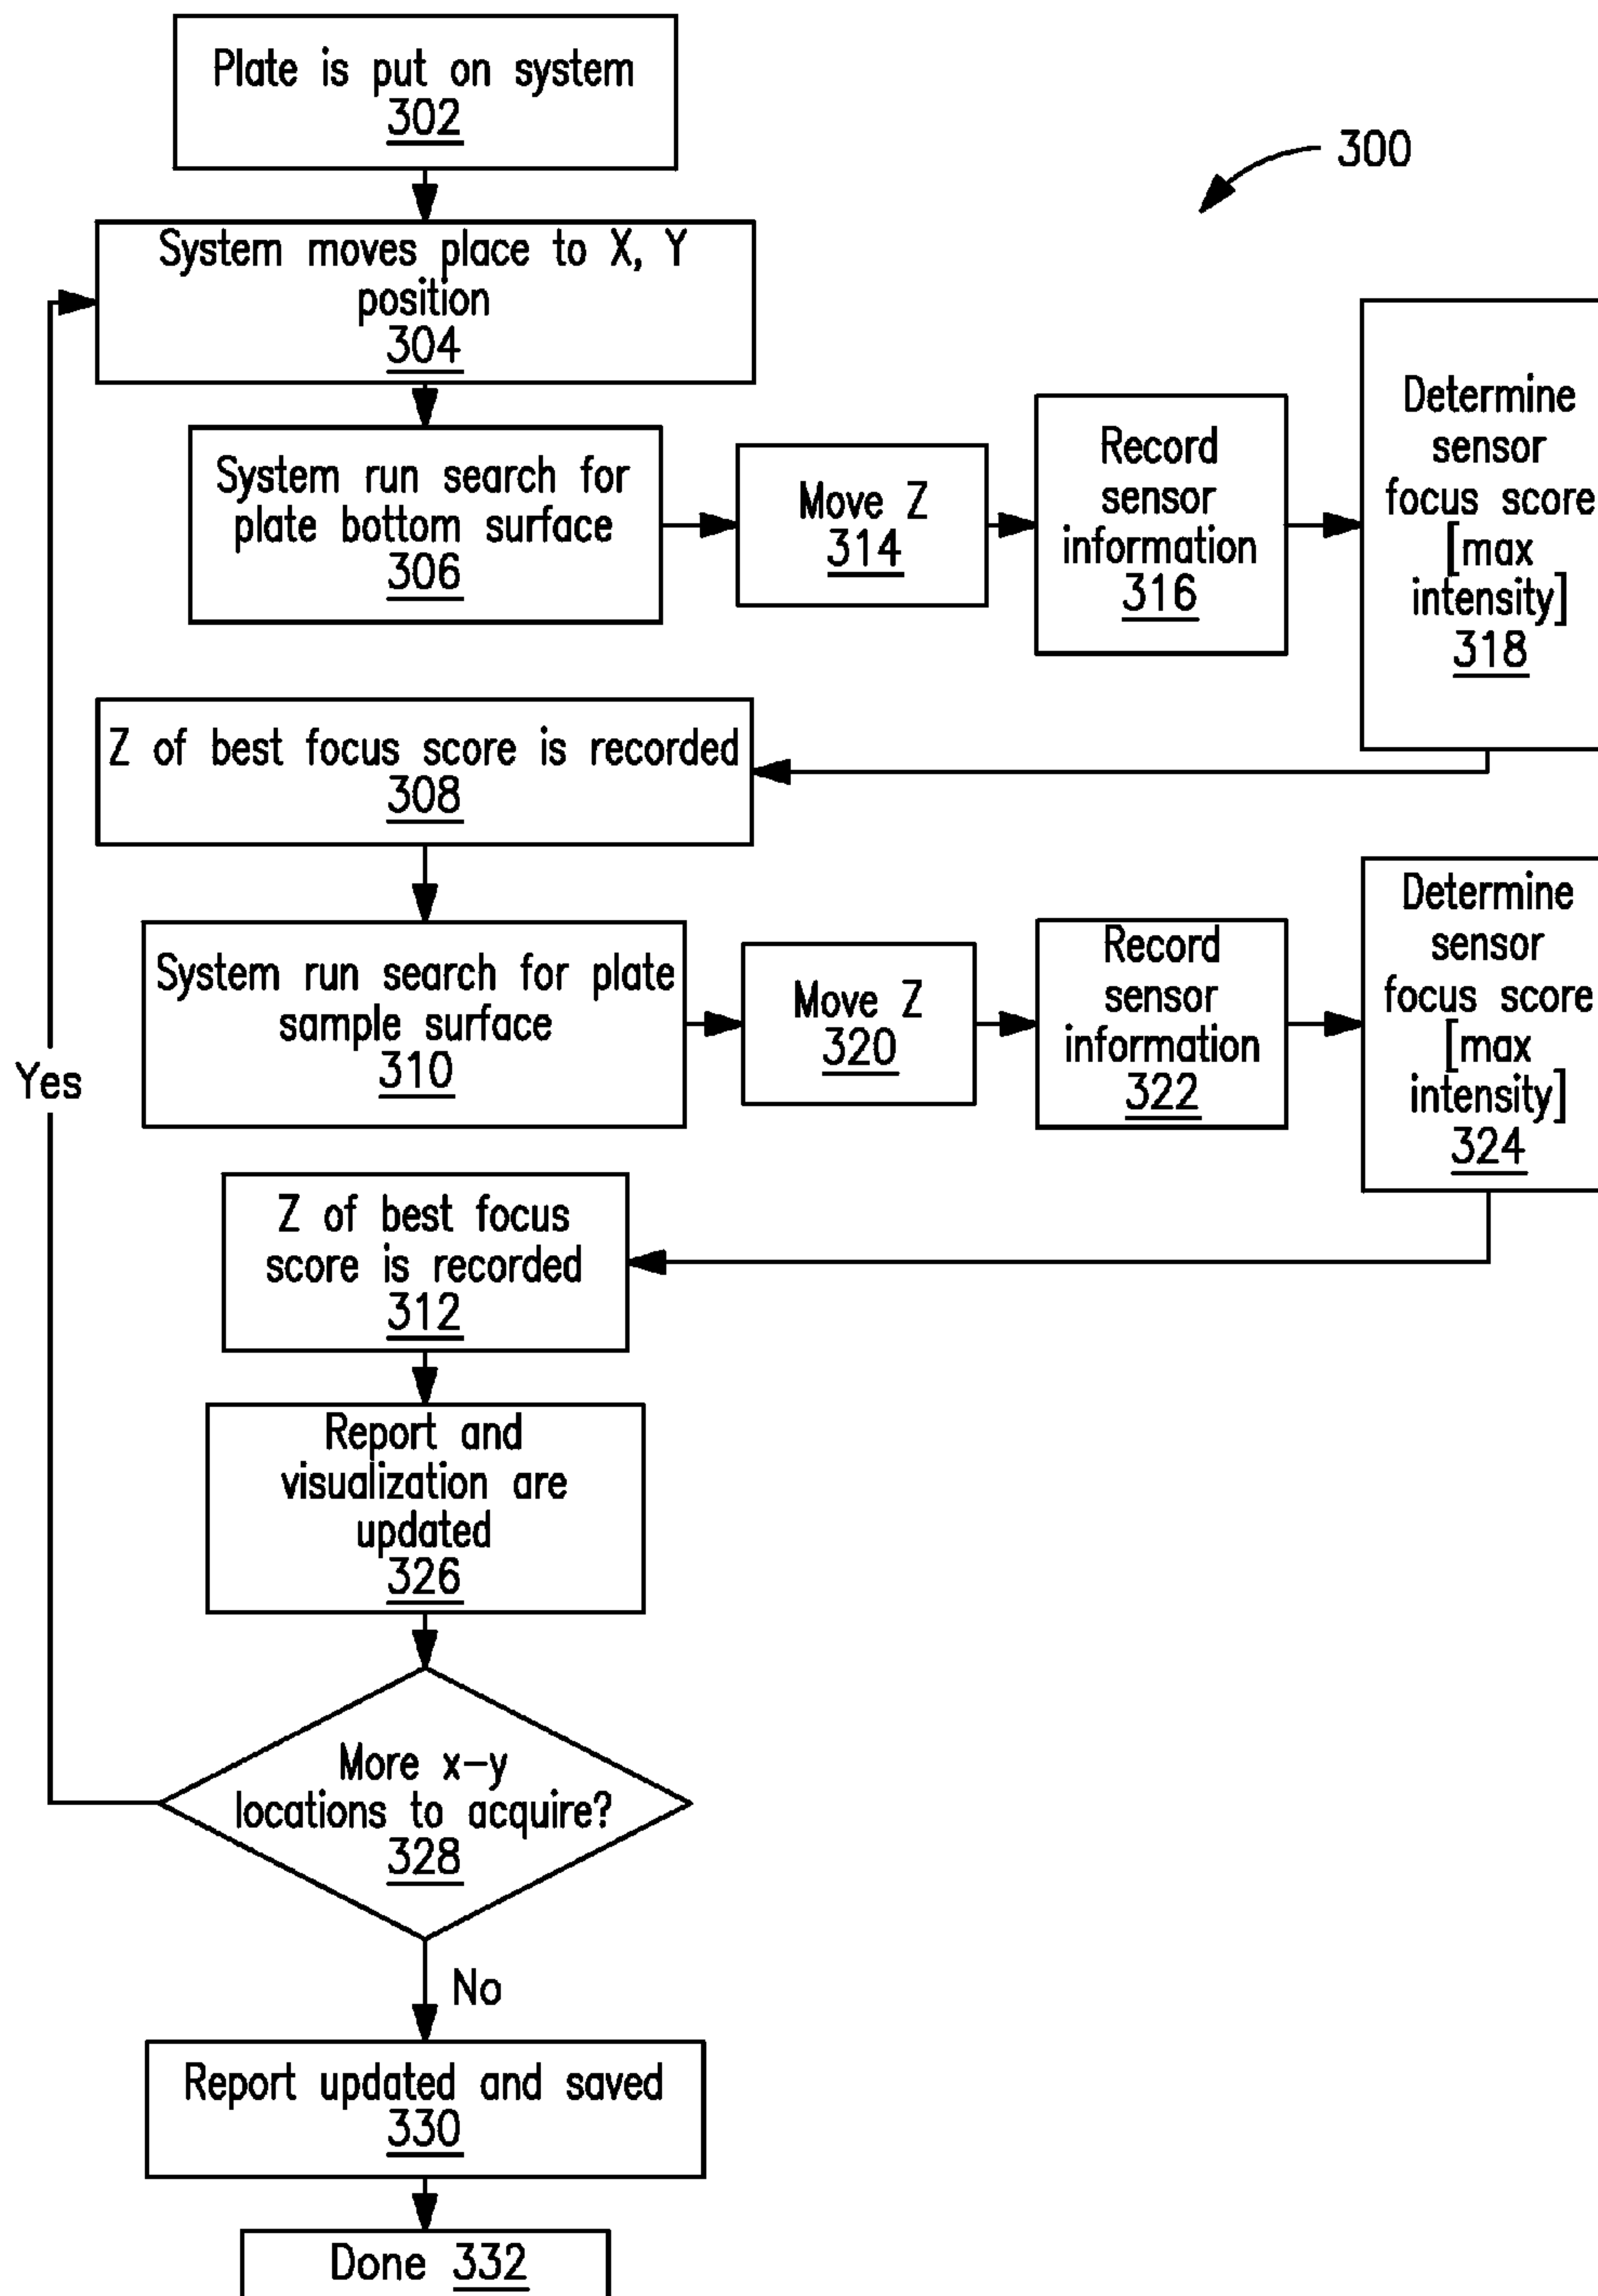 Plate is put on system
302
300
System moves place to X, Y
position
304
System run search for
plate bottom surface
306
Move Z
314
Record
sensor
information
316
Determine
sensor
focus score
[max
intensity]
318
Z of best focus score is recorded
308
System run search for plate
sample surface
310
Move Z
320
Record
sensor
information
322
Determine
sensor
focus score
[max
intensity]
324
Yes
Z of best focus
score is recorded
312
Report and
visualization are
updated
326
More x-y
locations to acquire?
328
No
Report updated and saved
330
Done 332